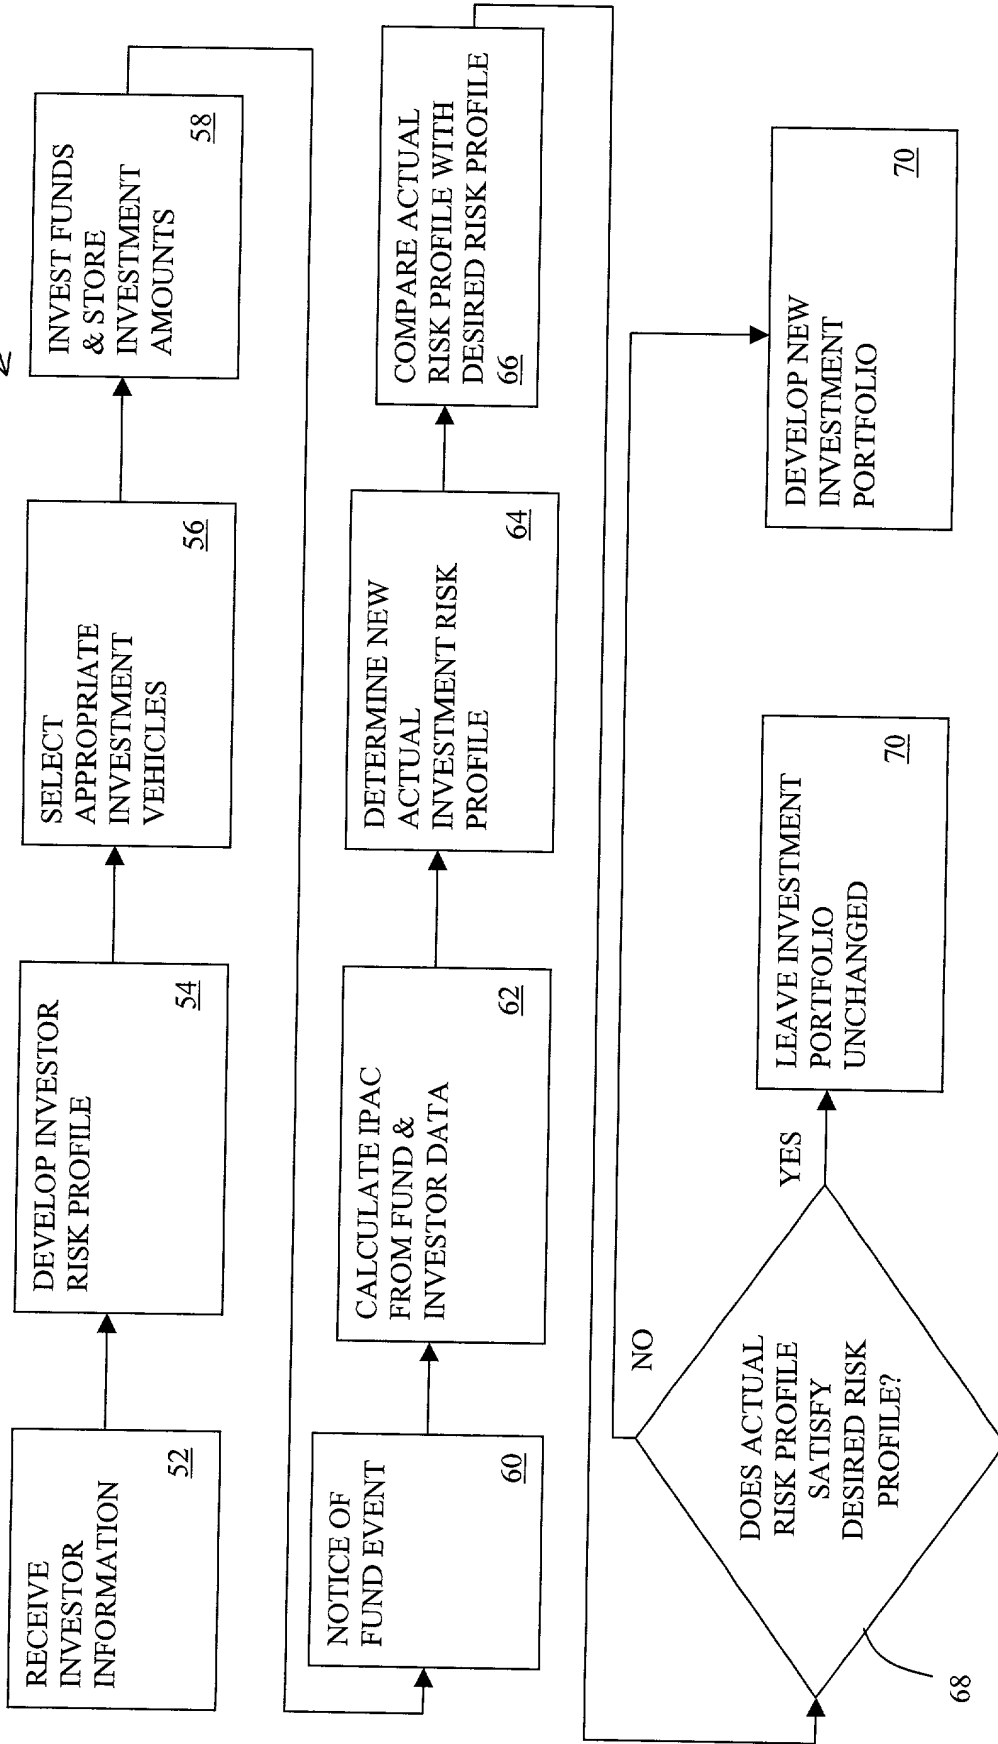 RECEIVE
INVESTOR
INFORMATION
52
DEVELOP INVESTOR
RISK PROFILE
54
SELECT
APPROPRIATE
INVESTMENT
VEHICLES
56
INVEST FUNDS
& STORE
INVESTMENT
AMOUNTS
58
NOTICE OF
FUND EVENT
60
CALCULATE IPAC
FROM FUND &
INVESTOR DATA
62
DETERMINE NEW
ACTUAL
INVESTMENT RISK
PROFILE
64
COMPARE ACTUAL
RISK PROFILE WITH
DESIRED RISK PROFILE
66
DOES ACTUAL
RISK PROFILE
SATISFY
DESIRED RISK
PROFILE?
68
NO
YES
LEAVE INVESTMENT
PORTFOLIO
UNCHANGED
70
DEVELOP NEW
INVESTMENT
PORTFOLIO
70